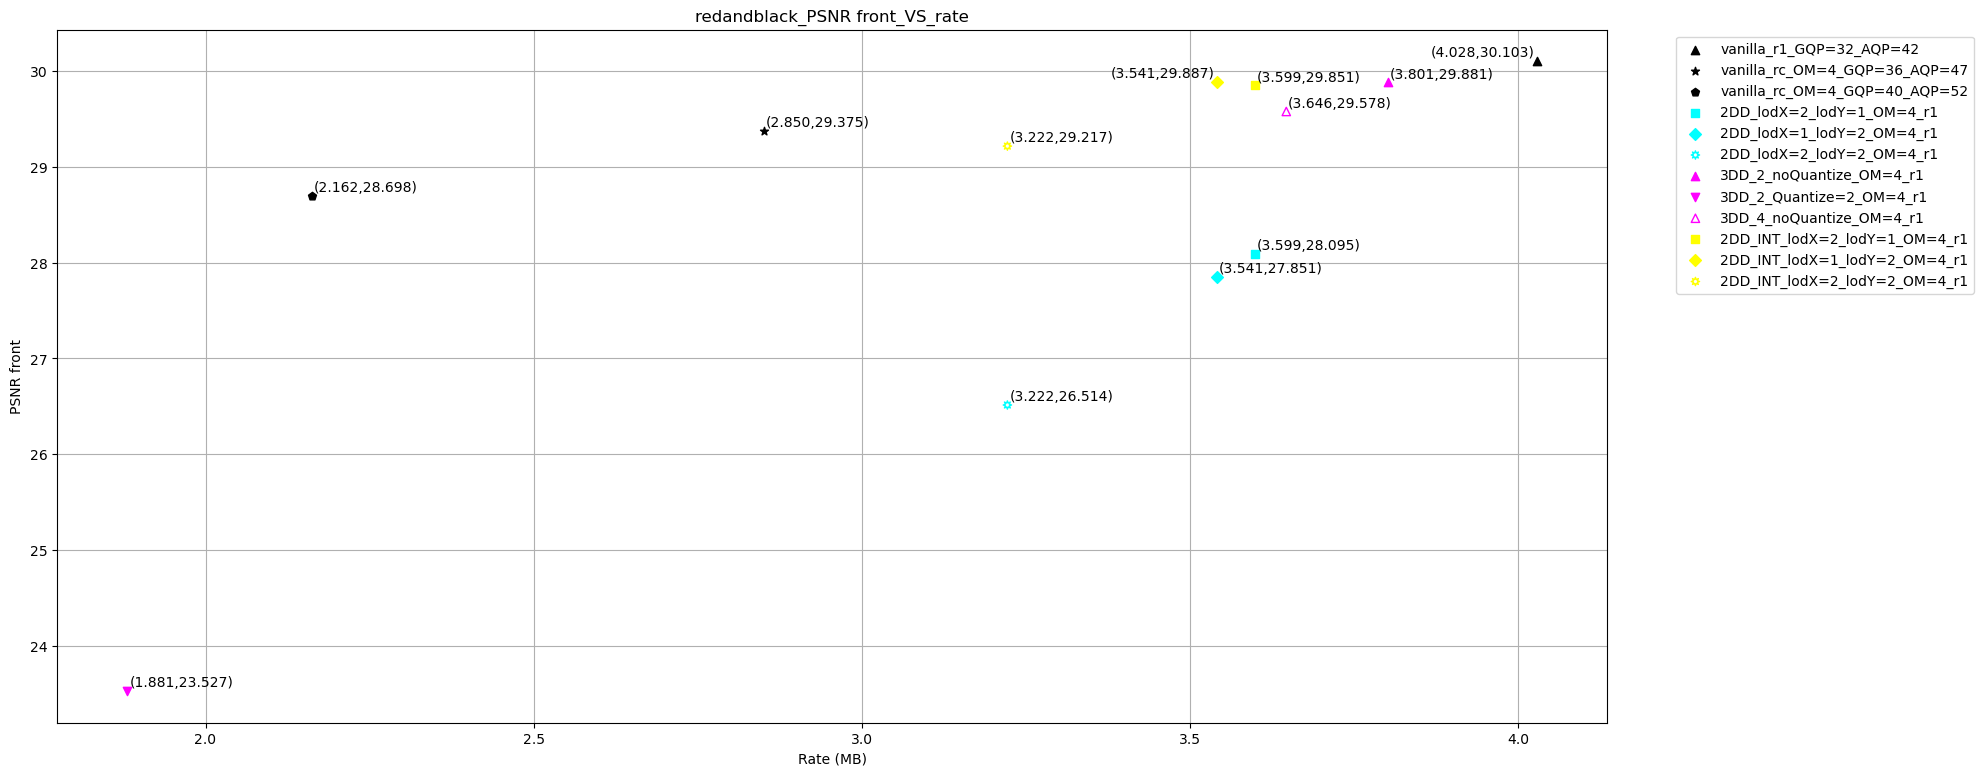 redandblack_PSNR front_VS_rate
(4.028,30.103)
(3.541,29.887)
(3.599,29.851)
(3.801,29.881)
(3.646,29.578)
(2.850,29.375)
(3.222,29.217)
(2.162,28.698)
(3.599,28.095)
(3.541,27.851)
(3.222,26.514)
(1.881,23.527)
30
29
28
27
26
25
24
PSNR front
2.0
2.5
3.0
3.5
4.0
Rate (MB)
vanilla_r1_GQP=32_AQP=42
vanilla_rc_OM=4_GQP=36_AQP=47
vanilla_rc_OM=4_GQP=40_AQP=52
2DD_lodX=2_lodY=1_OM=4_r1
2DD_lodX=1_lodY=2_OM=4_r1
2DD_lodX=2_lodY=2_OM=4_r1
3DD_2_noQuantize_OM=4_r1
3DD_2_Quantize=2_OM=4_r1
3DD_4_noQuantize_OM=4_r1
2DD_INT_lodX=2_lodY=1_OM=4_r1
2DD_INT_lodX=1_lodY=2_OM=4_r1
2DD_INT_lodX=2_lodY=2_OM=4_r1